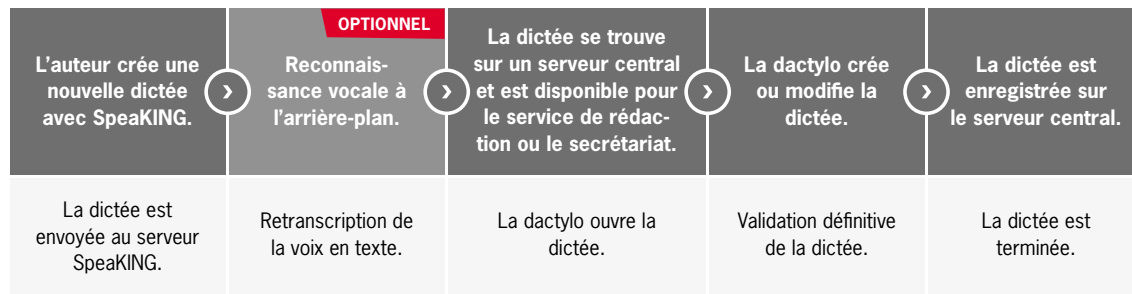 L’auteur crée une
nouvelle dictée
avec SpeaKING.
OPTIONNEL
Reconnais-
sance vocale à
l’arrière-plan.
La dictée se trouve
sur un serveur central
et est disponible pour
le service de rédac-
tion ou le secrétariat.
La dactylo crée
ou modifie la
dictée.
La dictée est
enregistrée sur
le serveur central.
La dictée est
envoyée au serveur
SpeaKING.
Retranscription de
la voix en texte.
La dactylo ouvre la
dictée.
Validation définitive
de la dictée.
La dictée est
terminée.